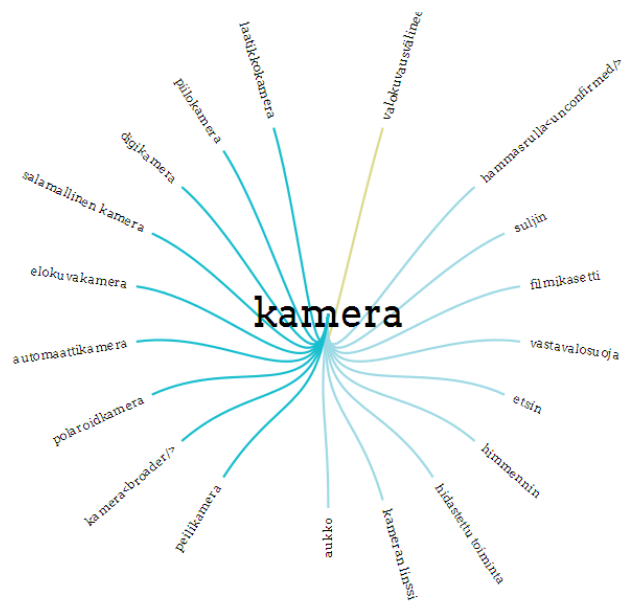 laatikkokamera
piilokamera
digikamera
salamallinen kamera
elokuvakamera
automaattikamera
polaroidkamera
kamera<broader/>
peilikamera
kamera
valokuvausvälinee
hammasrulla<unconfirmed/>
suljin
filmikasetti
vastavalosuoja
etsin
himmennin
hidastettu toiminta
kameran linssi
aukko